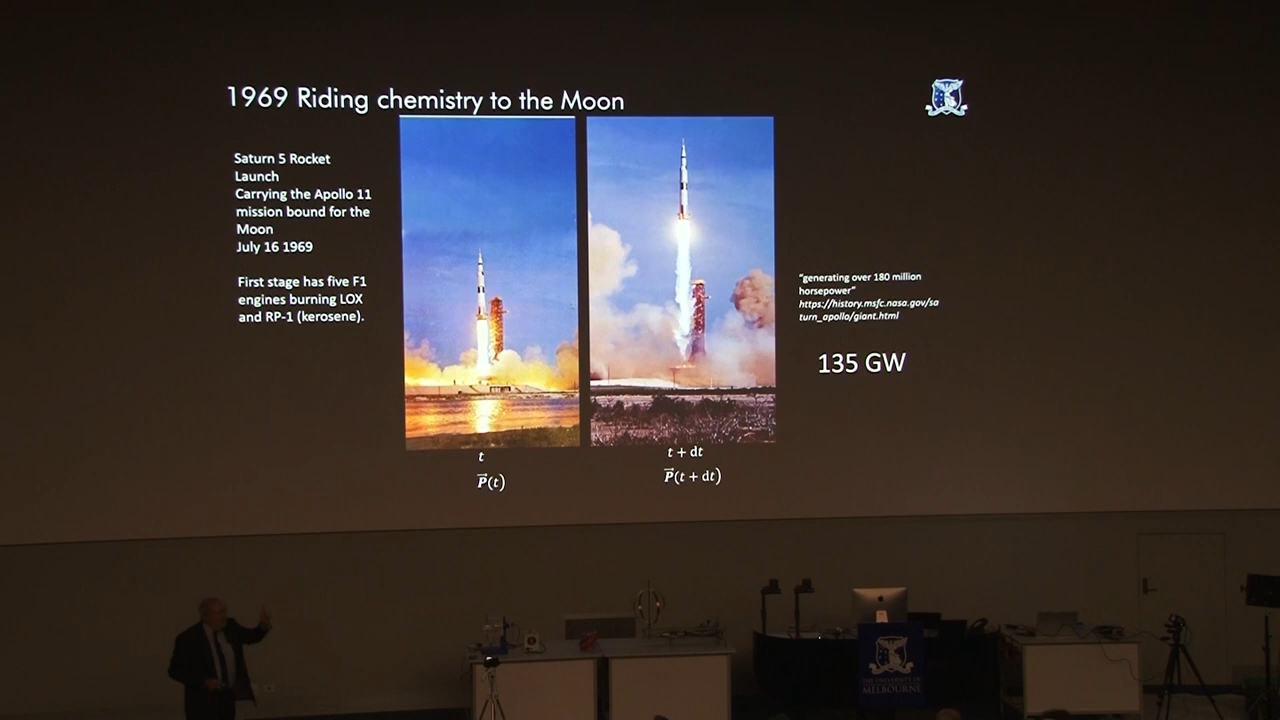 1969 Riding chemistry to the Moon
Saturn 5 Rocket
Launch
Carrying the Apollo 11
mission bound for the
Moon
July 16 1969
First stage has five F1
engines burning LOX
and RP-1 (kerosene).
"generating over 180 million
horsepower"
https://history.msfc.nasa.gov/sa
turn_apollo/giant.html
135 GW
t
P⃗(t)
t + dt
P⃗(t + dt)
THE UNIVERSITY OF
MELBOURNE